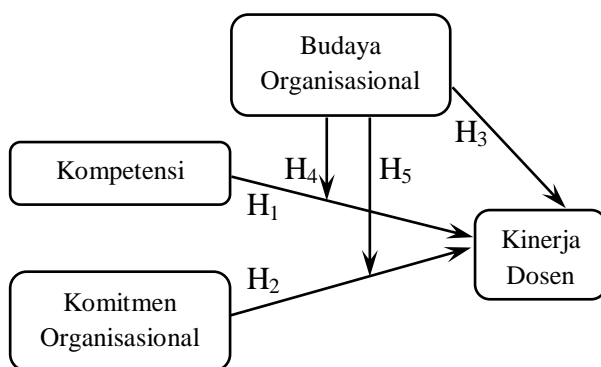 Budaya
Organisasional
H3
Kompetensi
H4
H5
H1
Kinerja
Dosen
H2
Komitmen
Organisasional